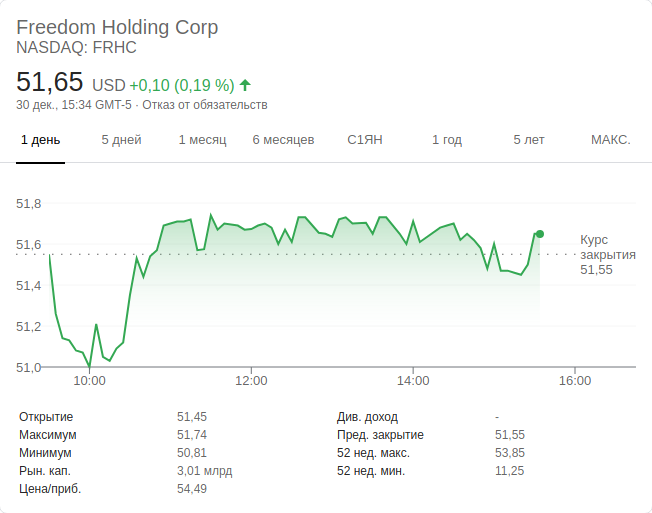 Freedom Holding Corp
NASDAQ: FRHC
51,65 USD +0,10 (0,19 %)
30 дек., 15:34 GMT-5 · Отказ от обязательств
1 день 5 дней 1 месяц 6 месяцев С1ЯН 1 год 5 лет МАКС.
51,8
51,6
51,4
51,2
51,0
Курс
закрытия
51,55
10:00 12:00 14:00 16:00
Открытие 51,45 Див. доход -
Максимум 51,74 Пред. закрытие 51,55
Минимум 50,81 52 нед. макс. 53,85
Рын. кап. 3,01 млрд 52 нед. мин. 11,25
Цена/приб. 54,49